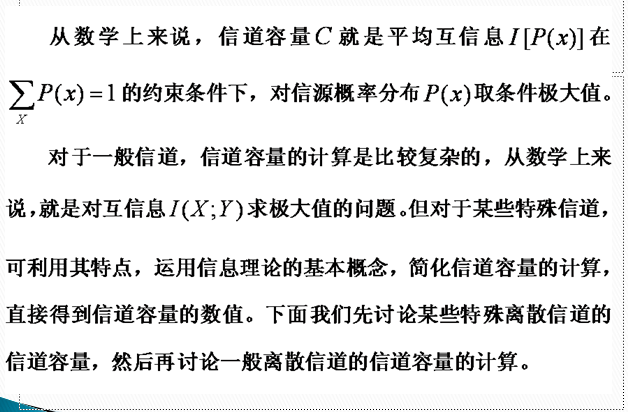 从数学上来说，信道容量C 就是平均互信息I[P(x)]在
∑P(x)=1的约束条件下，对信源概率分布P(x)取条件极大值。
X
对于一般信道，信道容量的计算是比较复杂的，从数学上来
说，就是对互信息I(X;Y)求极大值的问题。但对于某些特殊信道，
可利用其特点，运用信息理论的基本概念，简化信道容量的计算，
直接得到信道容量的数值。下面我们先讨论某些特殊离散信道的
信道容量，然后再讨论一般离散信道的信道容量的计算。